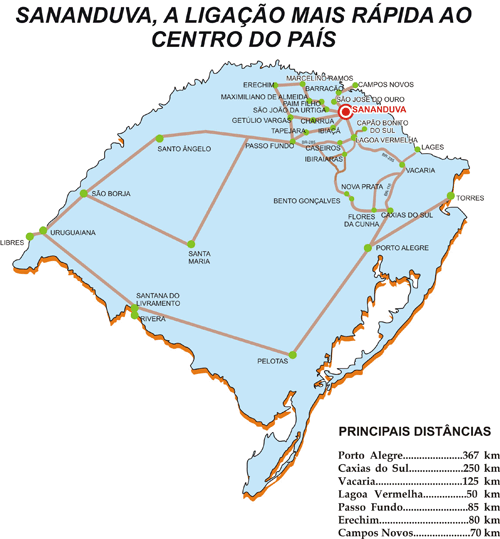 SANANDUVA, A LIGAÇÃO MAIS RÁPIDA AO
CENTRO DO PAÍS
MARCELINO RAMOS
ERECHIM
BARRACÃO
CAMPOS NOVOS
MAXIMILIANO DE ALMEIDA
PAIM FILHO
SÃO JOSÉ DO OURO
SÃO JOÃO DA URTIGA
SANANDUVA
GETÚLIO VARGAS
CHARRUA
CAPÃO BONITO
DO SUL
TAPEJARA
IBIAÇÁ
SANTO ÂNGELO
PASSO FUNDO
BR-285
CASEIROS
LAGOA VERMELHA
LAGES
IBIRAIARAS
VACARIA
SÃO BORJA
NOVA PRATA
BENTO GONÇALVES
TORRES
FLORES
DA CUNHA
CAXIAS DO SUL
URUGUAIANA
LIBRES
SANTA
MARIA
PORTO ALEGRE
SANTANA DO
LIVRAMENTO
RIVERA
PELOTAS
PRINCIPAIS DISTÂNCIAS
Porto Alegre....................367 km
Caxias do Sul...................250 km
Vacaria..............................125 km
Lagoa Vermelha...............50 km
Passo Fundo.....................85 km
Erechim.............................80 km
Campos Novos.................70 km